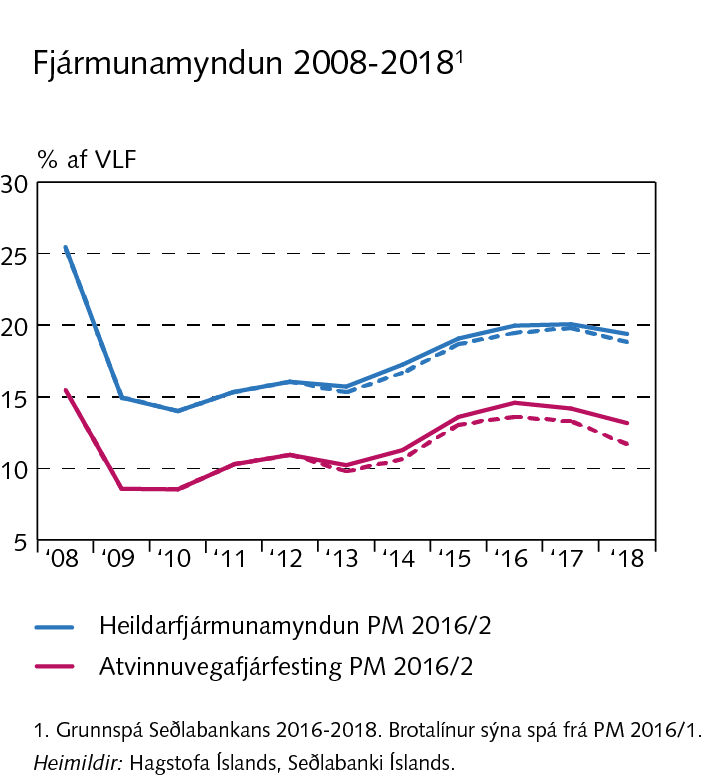 Fjármunamyndun 2008-2018¹
% af VLF
30
25
20
15
10
5
‘08 ‘09 ‘10 ‘11 ‘12 ‘13 ‘14 ‘15 ‘16 ‘17 ‘18
Heildarfjármunamyndun PM 2016/2
Atvinnuvegafjárfesting PM 2016/2
1. Grunnspá Seðlabankans 2016-2018. Brotalínur sýna spá frá PM 2016/1.
Heimildir: Hagstofa Íslands, Seðlabanki Íslands.